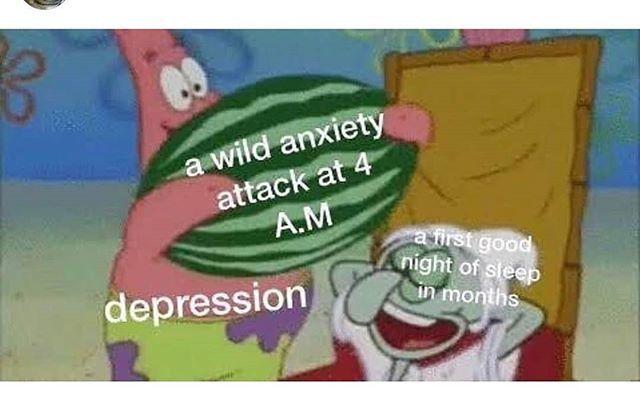 a wild anxiety
attack at 4
A.M
depression
a first good
night of sleep
in months